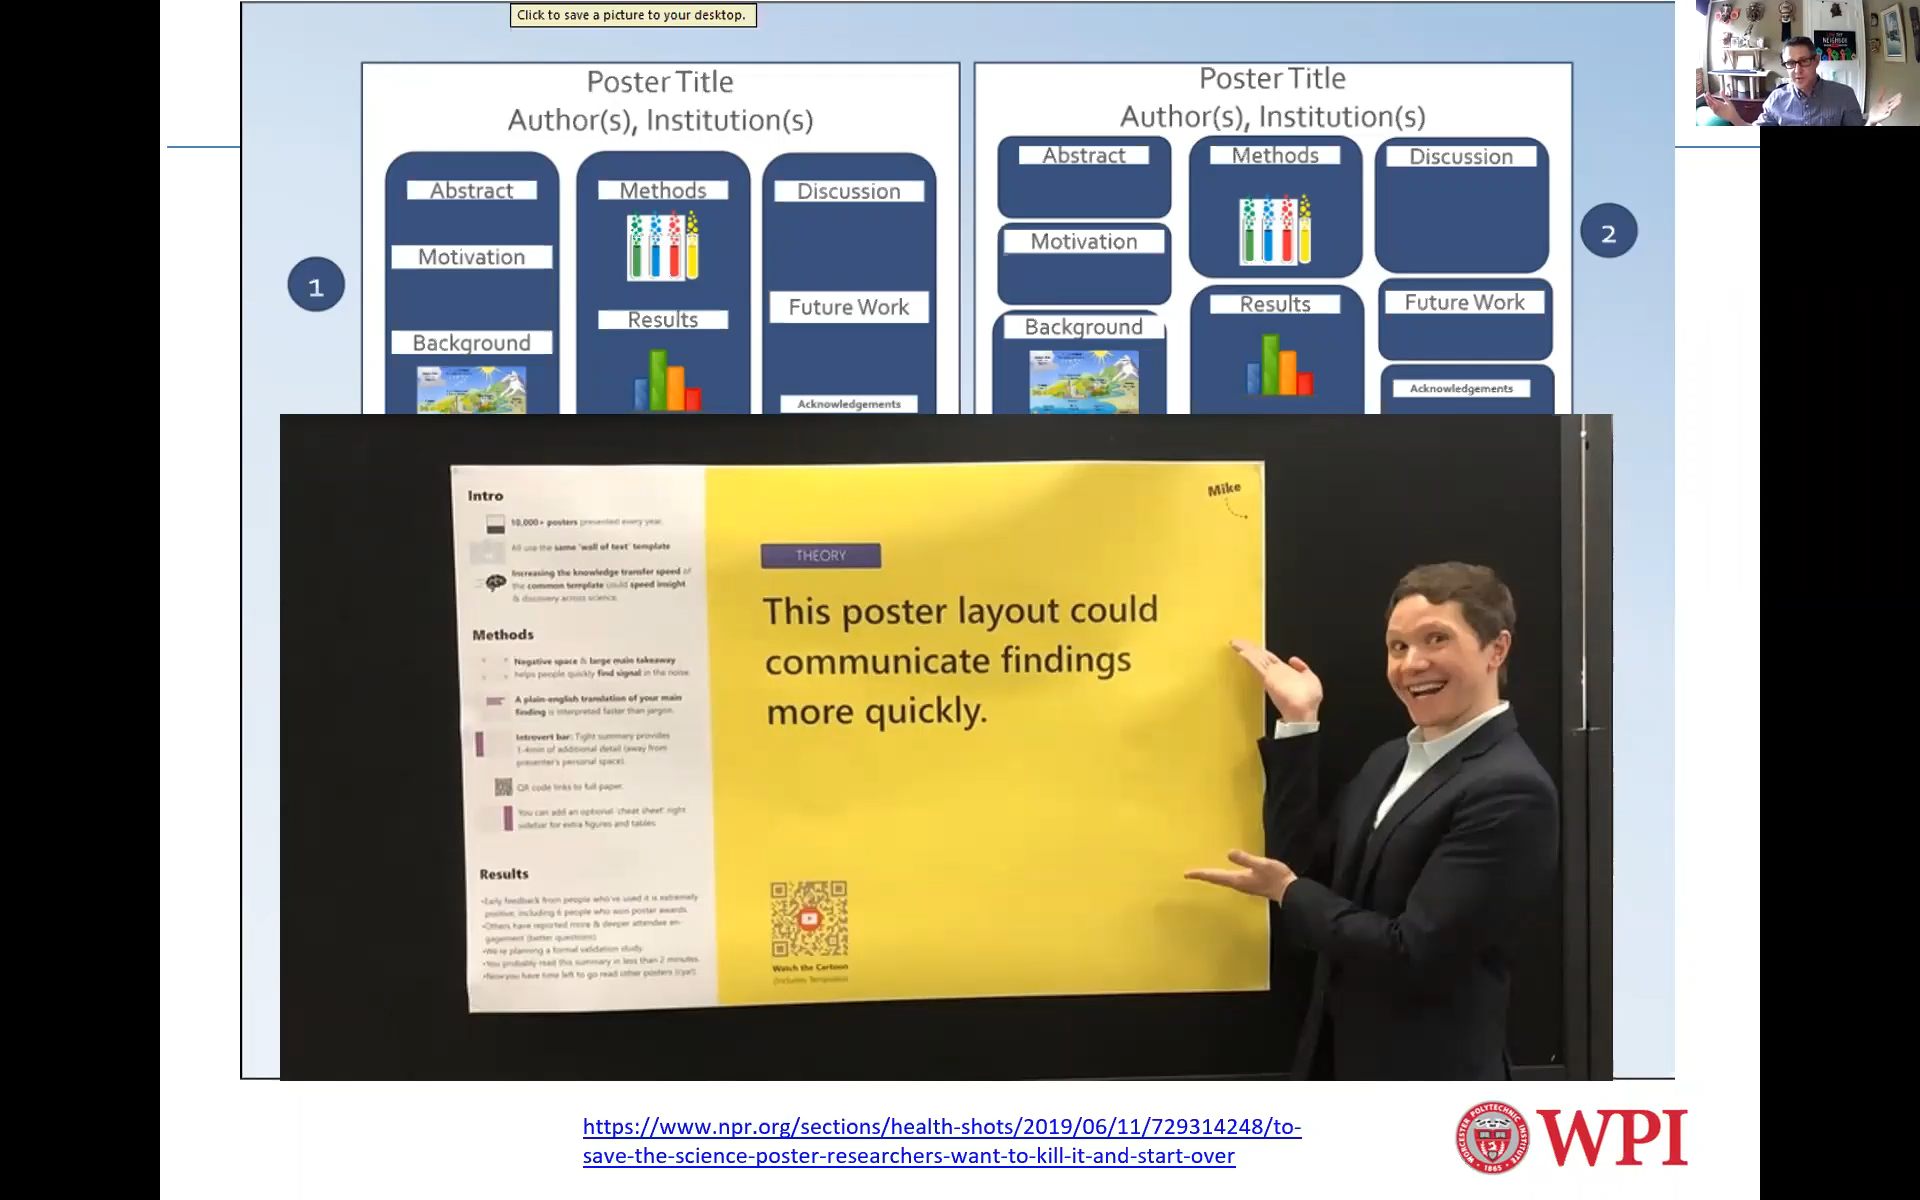 Click to save a picture to your desktop.
Poster Title
Author(s), Institution(s)
Abstract
Methods
Discussion
Motivation
Results
Future Work
Background
Acknowledgements
1
Poster Title
Author(s), Institution(s)
Abstract
Methods
Discussion
Motivation
Results
Future Work
Background
Acknowledgements
2
Intro
10,000+ posters presented every year.
All use the same 'wall of text' template
Increasing the knowledge transfer speed of
the common template could speed insight
& discovery across science.
Methods
Negative space & large main takeaway
helps people quickly find signal in the noise.
A plain-english translation of your main
finding is interpreted faster than jargon.
Introvert bar: Tight summary provides
1-4min of additional detail (away from
presenter's personal space).
QR code links to full paper.
You can add an optional 'cheat sheet' right
sidebar for extra figures and tables.
Results
•Early feedback from people who've used it is extremely
positive, including 6 people who won poster awards.
•Others have reported more & deeper attendee en-
gagement (better questions)
•We're planning a formal validation study.
•You probably read this summary in less than 2 minutes.
•Now you have time left to go read other posters (cya!).
Mike
THEORY
This poster layout could
communicate findings
more quickly.
Watch the Cartoon
(Includes Templates)
https://www.npr.org/sections/health-shots/2019/06/11/729314248/to-
save-the-science-poster-researchers-want-to-kill-it-and-start-over
WORCESTER POLYTECHNIC INSTITUTE
1865
WPI
NEIGHBOR